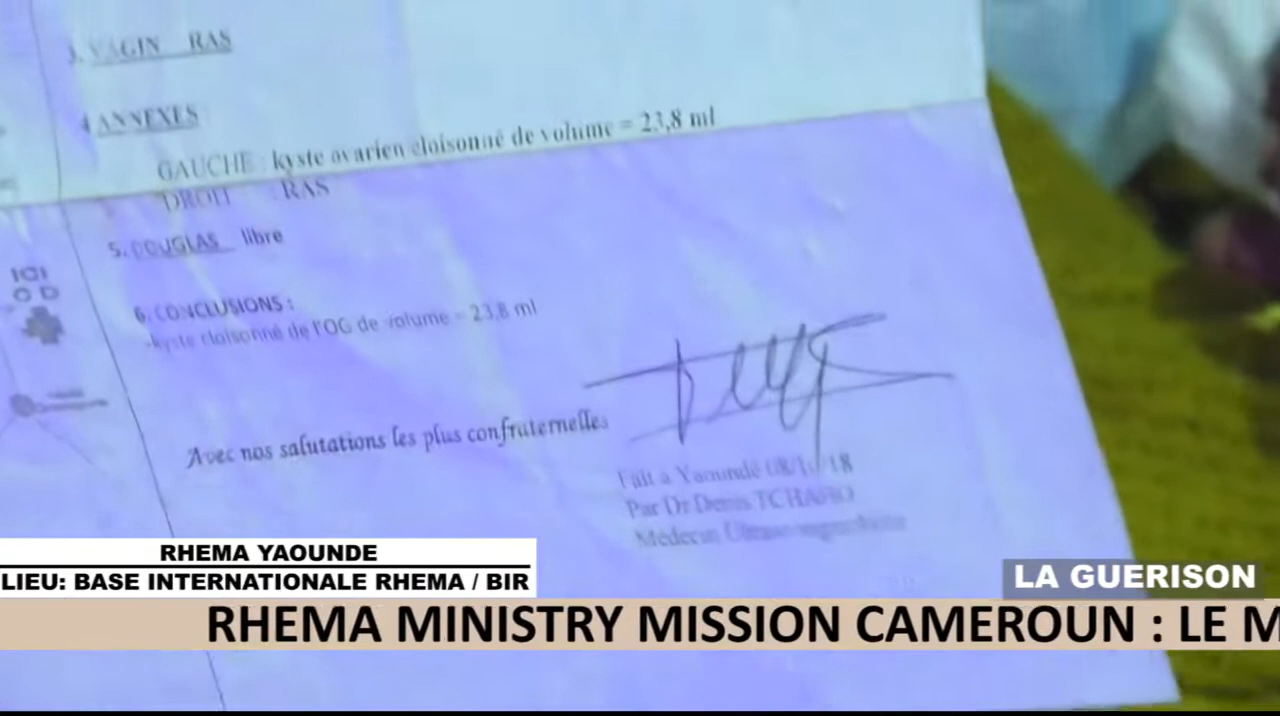 3. VAGIN RAS
4 ANNEXES
GAUCHE : kyste ovarien cloisonné de volume = 23,8 ml
DROIT : RAS
5. DOUGLAS libre
6. CONCLUSIONS :
-kyste cloisonné de l'OG de volume = 23,8 ml
Avec nos salutations les plus confraternelles
Fait à Yaoundé
Par Dr Denis
Médecin
RHEMA YAOUNDE
LIEU: BASE INTERNATIONALE RHEMA / BIR
LA GUERISON
RHEMA MINISTRY MISSION CAMEROUN : LE M